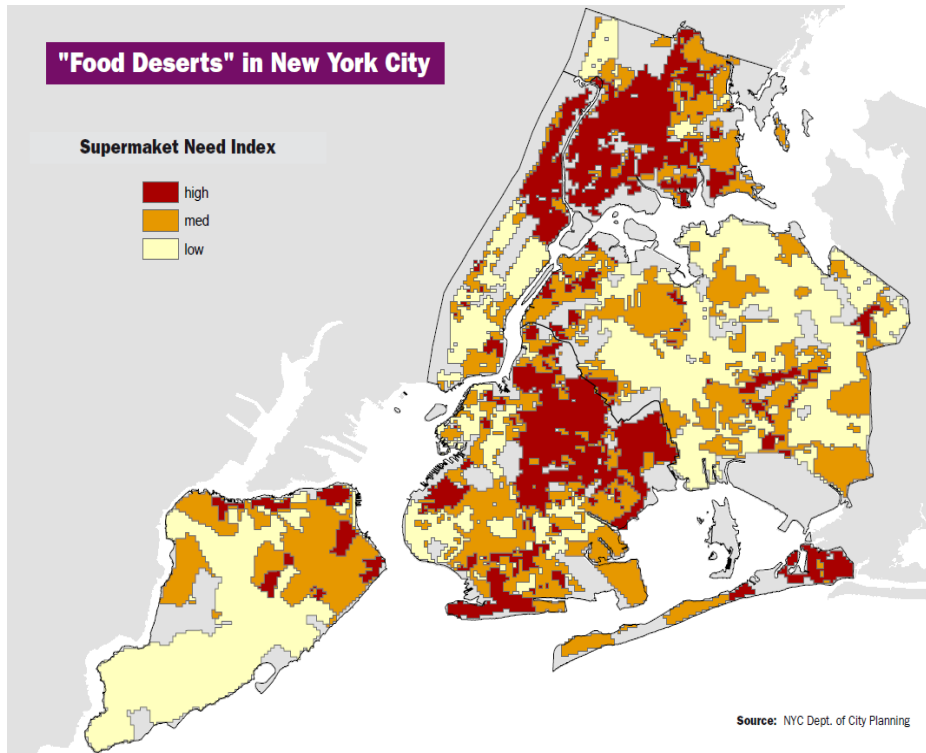 "Food Deserts" in New York City
Supermaket Need Index
high
med
low
Source: NYC Dept. of City Planning